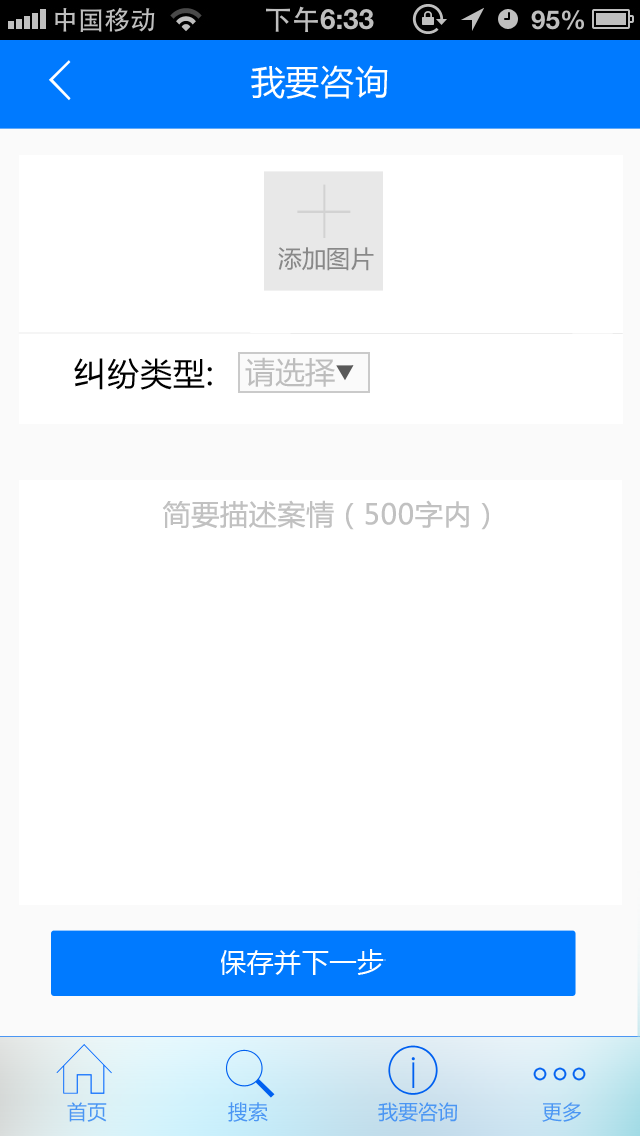 中国移动 下午6:33 95%
我要咨询
添加图片
纠纷类型: 请选择▼
简要描述案情（500字内）
保存并下一步
首页 搜索 我要咨询 更多